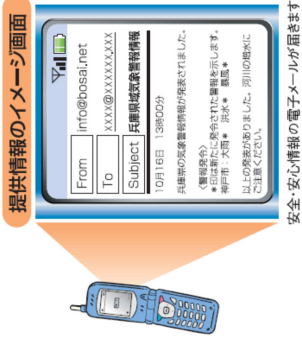 提供情報のイメージ画面
From info@bosai.net
To xxxx@xxxxxx.xxx
Subject 兵庫県域気象警報情報
10月16日 13時00分
兵庫県の気象警報情報が発表されました。
〈警報発令〉
*印は新たに発令された警報を示します。
神戸市:大雨* 洪水* 暴風*
以上の発表がありました。河川の増水に
ご注意ください。
安全・安心情報の電子メールが届きます